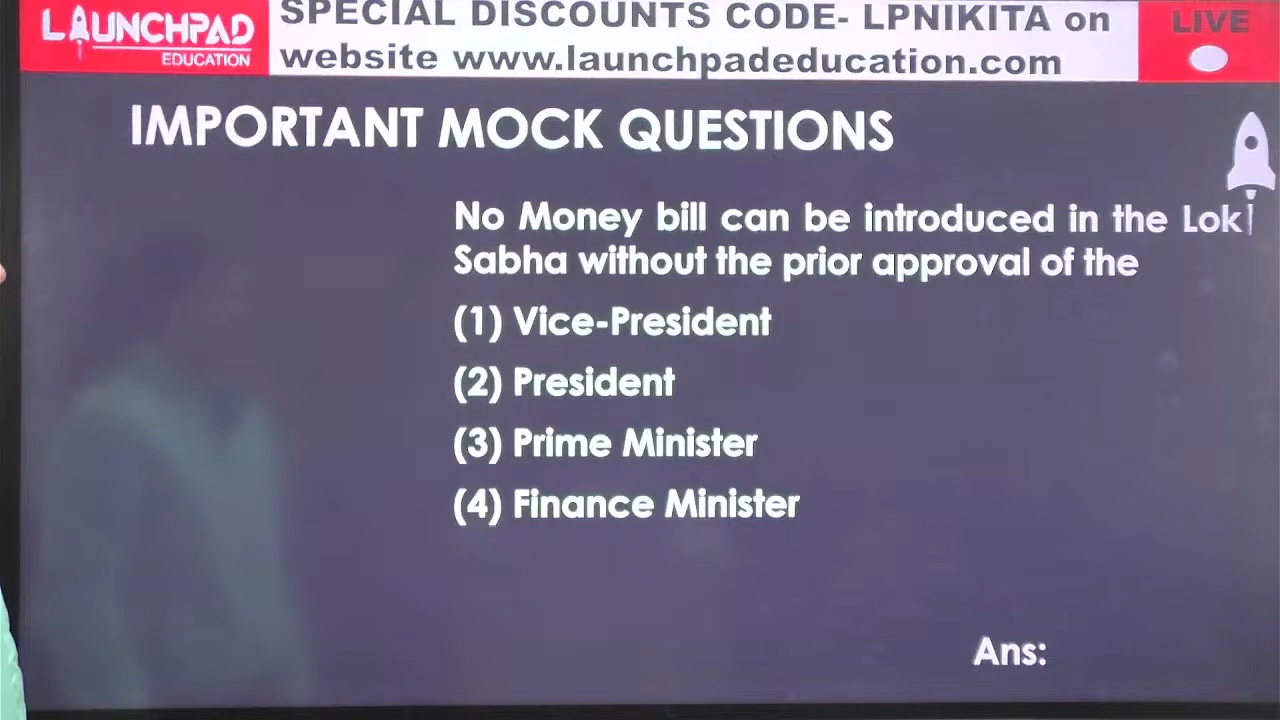 LAUNCHPAD
EDUCATION
SPECIAL DISCOUNTS CODE- LPNIKITA on
website www.launchpadeducation.com
LIVE
IMPORTANT MOCK QUESTIONS
No Money bill can be introduced in the Lok
Sabha without the prior approval of the
(1) Vice-President
(2) President
(3) Prime Minister
(4) Finance Minister
Ans: